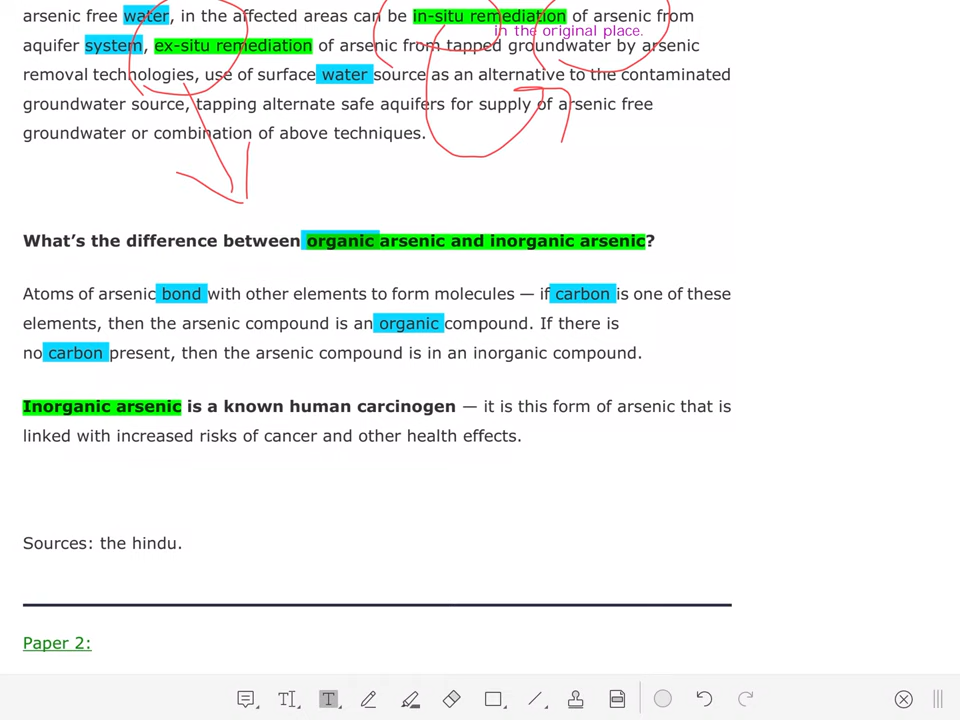 arsenic free water, in the affected areas can be in-situ remediation of arsenic from
in the original place.
aquifer system, ex-situ remediation of arsenic from tapped groundwater by arsenic
removal technologies, use of surface water source as an alternative to the contaminated
groundwater source, tapping alternate safe aquifers for supply of arsenic free
groundwater or combination of above techniques.
What’s the difference between organic arsenic and inorganic arsenic?
Atoms of arsenic bond with other elements to form molecules — if carbon is one of these
elements, then the arsenic compound is an organic compound. If there is
no carbon present, then the arsenic compound is in an inorganic compound.
Inorganic arsenic is a known human carcinogen — it is this form of arsenic that is
linked with increased risks of cancer and other health effects.
Sources: the hindu.
Paper 2: